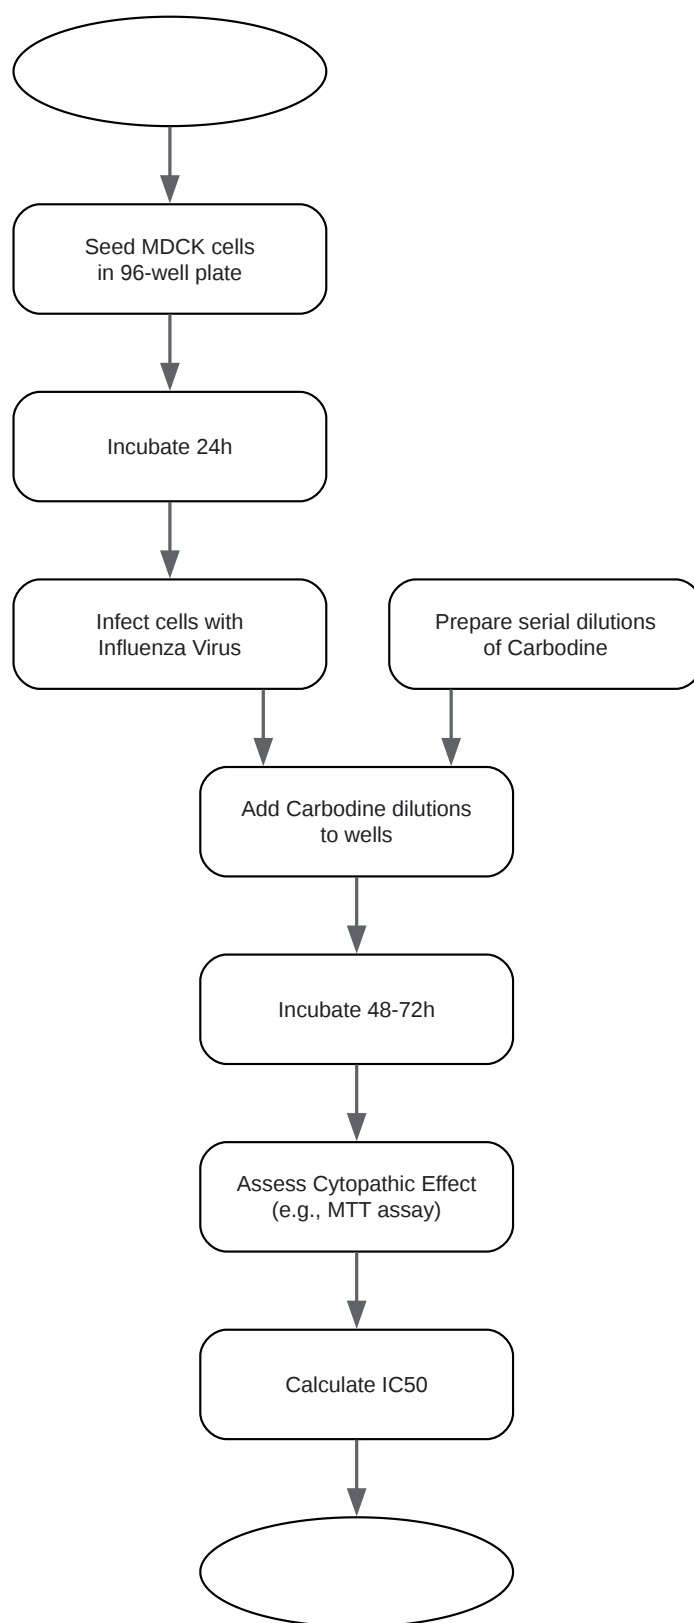 Seed MDCK cells
in 96-well plate
Incubate 24h
Infect cells with
Influenza Virus
Prepare serial dilutions
of Carbodine
Add Carbodine dilutions
to wells
Incubate 48-72h
Assess Cytopathic Effect
(e.g., MTT assay)
Calculate IC50